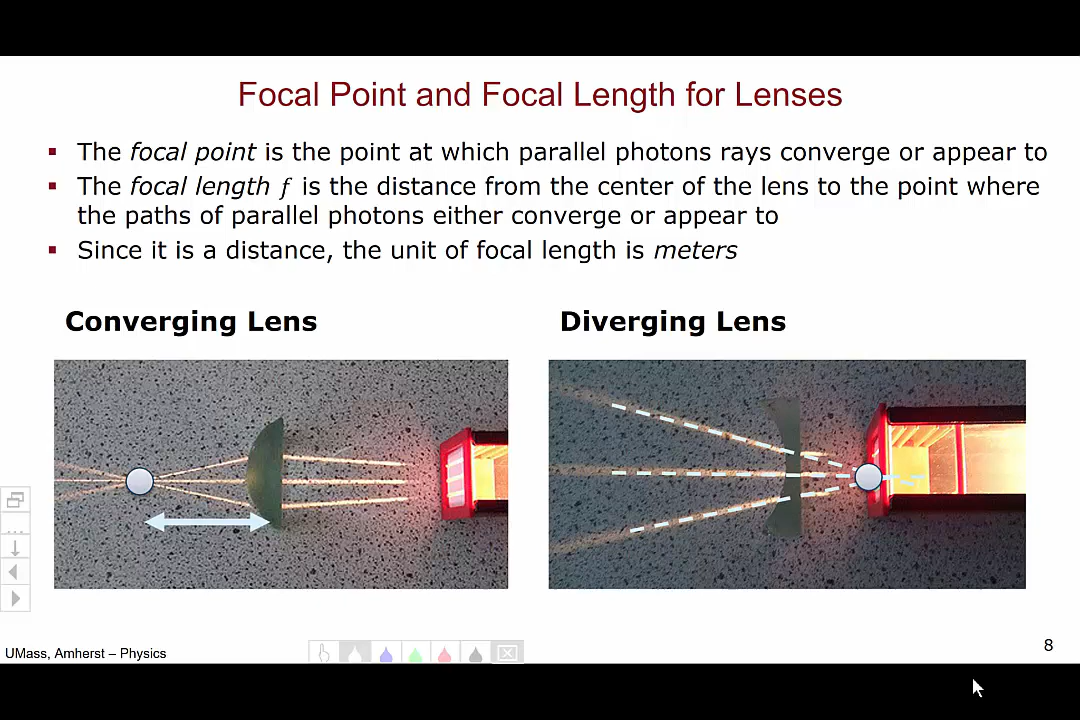 Focal Point and Focal Length for Lenses
▪ The focal point is the point at which parallel photons rays converge or appear to
▪ The focal length f is the distance from the center of the lens to the point where
the paths of parallel photons either converge or appear to
▪ Since it is a distance, the unit of focal length is meters
Converging Lens
Diverging Lens
UMass, Amherst – Physics
8